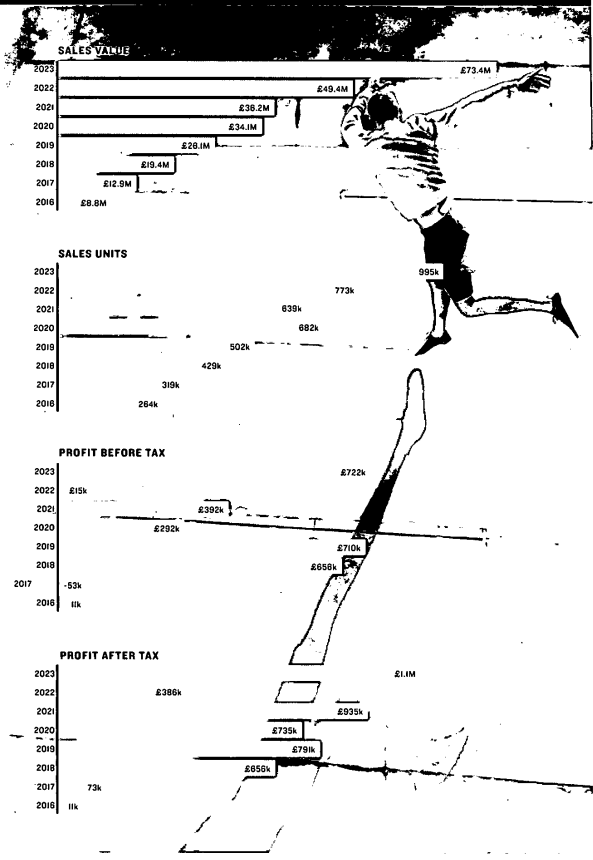 SALES VALUE
2023 £73.4M
2022 £49.4M
2021 £36.2M
2020 £34.1M
2019 £26.1M
2018 £19.4M
2017 £12.9M
2016 £8.8M
SALES UNITS
2023 995k
2022 773k
2021 639k
2020 682k
2019 502k
2018 429k
2017 319k
2016 264k
PROFIT BEFORE TAX
2023 £722k
2022 £15k
2021 £392k
2020 £292k
2019 £710k
2018 £658k
2017 -53k
2016 11k
PROFIT AFTER TAX
2023 £1.1M
2022 £386k
2021 £935k
2020 £735k
2019 £791k
2018 £656k
2017 73k
2016 11k